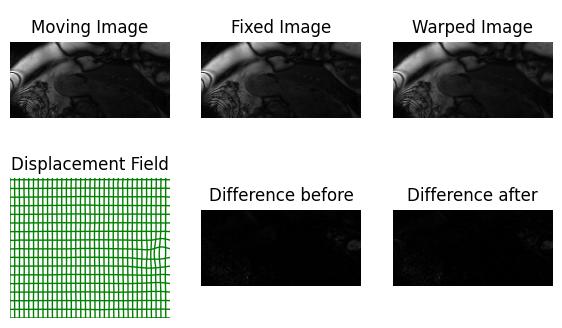 Moving Image
Fixed Image
Warped Image
Displacement Field
Difference before
Difference after